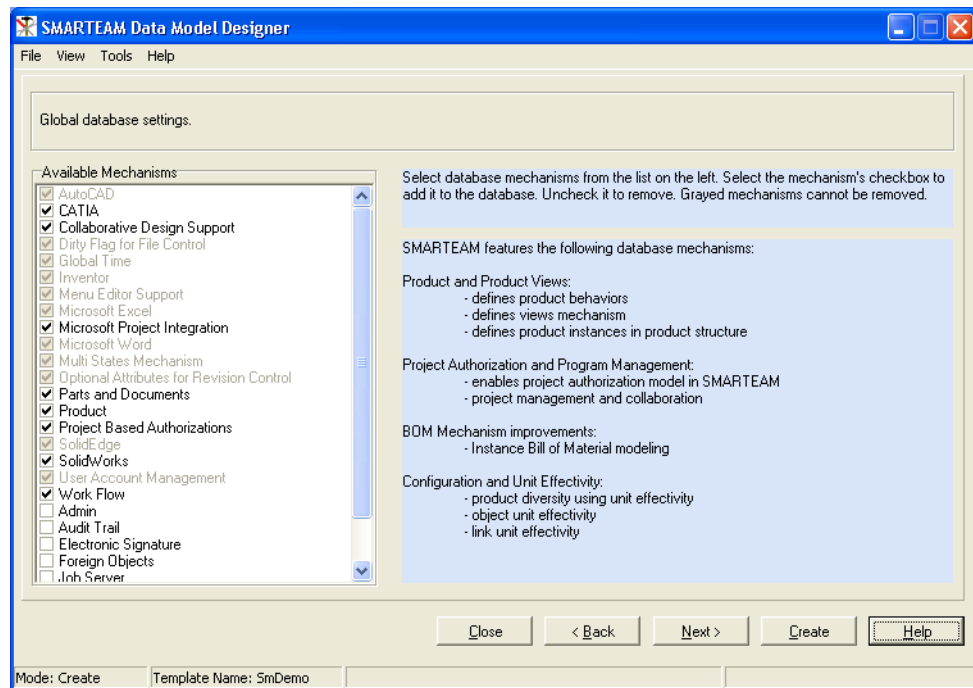 SMARTEAM Data Model Designer
File View Tools Help
Global database settings.
Available Mechanisms
AutoCAD
CATIA
Collaborative Design Support
Dirty Flag for File Control
Global Time
Inventor
Menu Editor Support
Microsoft Excel
Microsoft Project Integration
Microsoft Word
Multi States Mechanism
Optional Attributes for Revision Control
Parts and Documents
Product
Project Based Authorizations
SolidEdge
SolidWorks
User Account Management
Work Flow
Admin
Audit Trail
Electronic Signature
Foreign Objects
Job Server
Select database mechanisms from the list on the left. Select the mechanism's checkbox to
add it to the database. Uncheck it to remove. Grayed mechanisms cannot be removed.
SMARTEAM features the following database mechanisms:
Product and Product Views:
- defines product behaviors
- defines views mechanism
- defines product instances in product structure
Project Authorization and Program Management:
- enables project authorization model in SMARTEAM
- project management and collaboration
BOM Mechanism improvements:
- Instance Bill of Material modeling
Configuration and Unit Effectivity:
- product diversity using unit effectivity
- object unit effectivity
- link unit effectivity
Close < Back Next > Create Help
Mode: Create Template Name: SmDemo